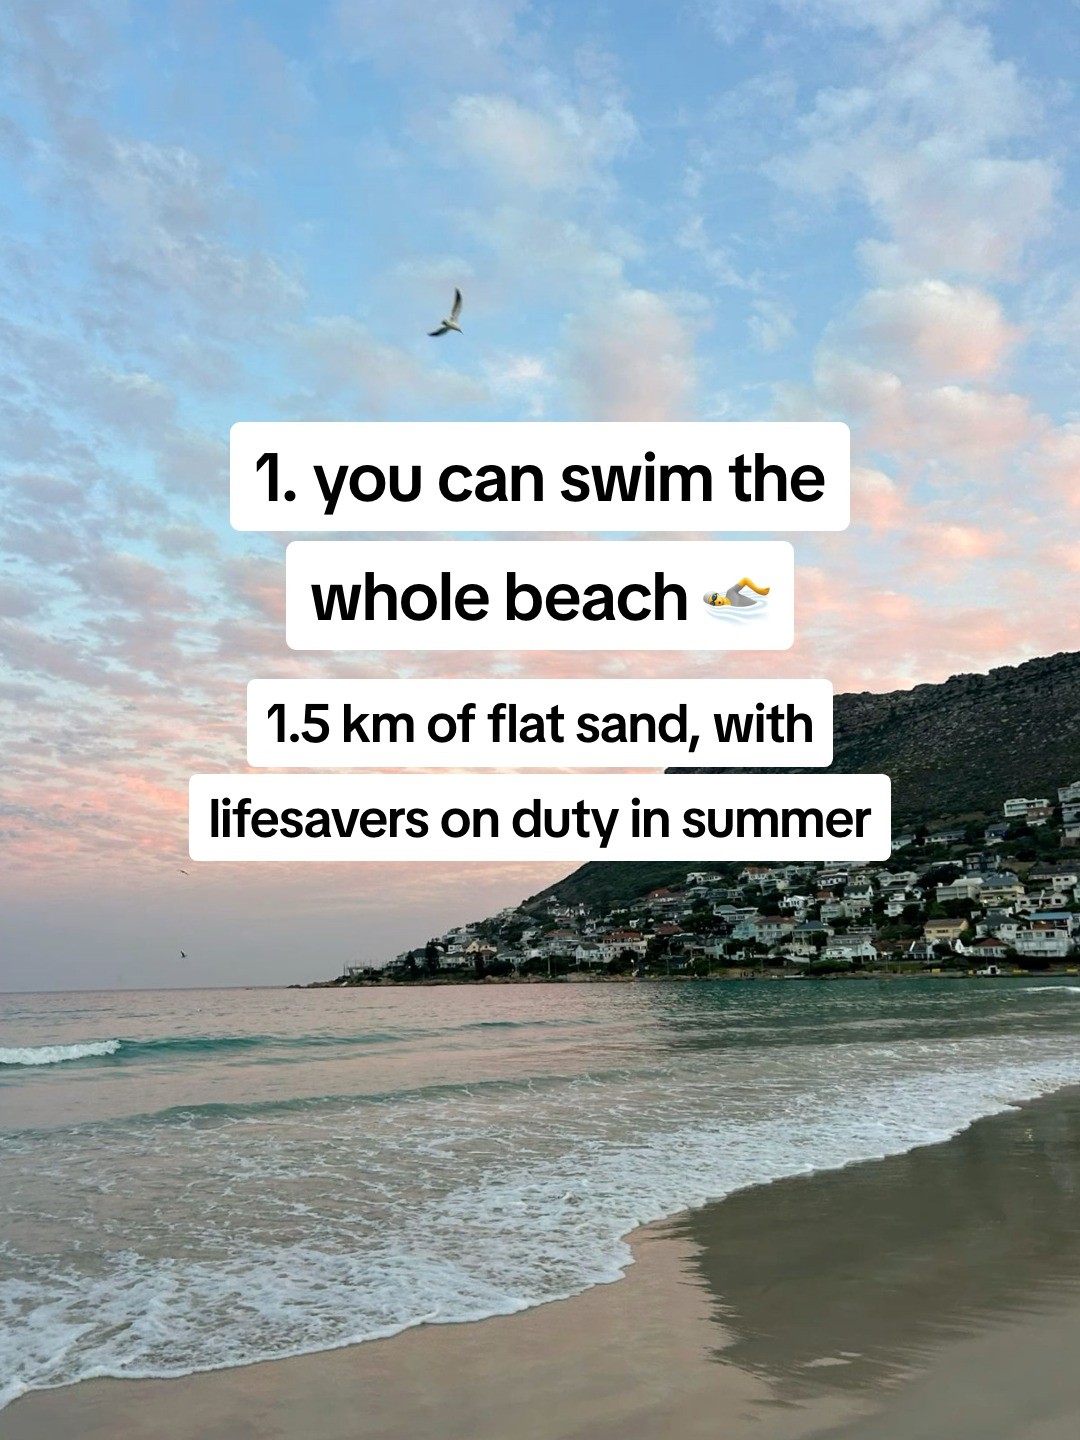 1. you can swim the
whole beach 🏊
1.5 km of flat sand, with
lifesavers on duty in summer